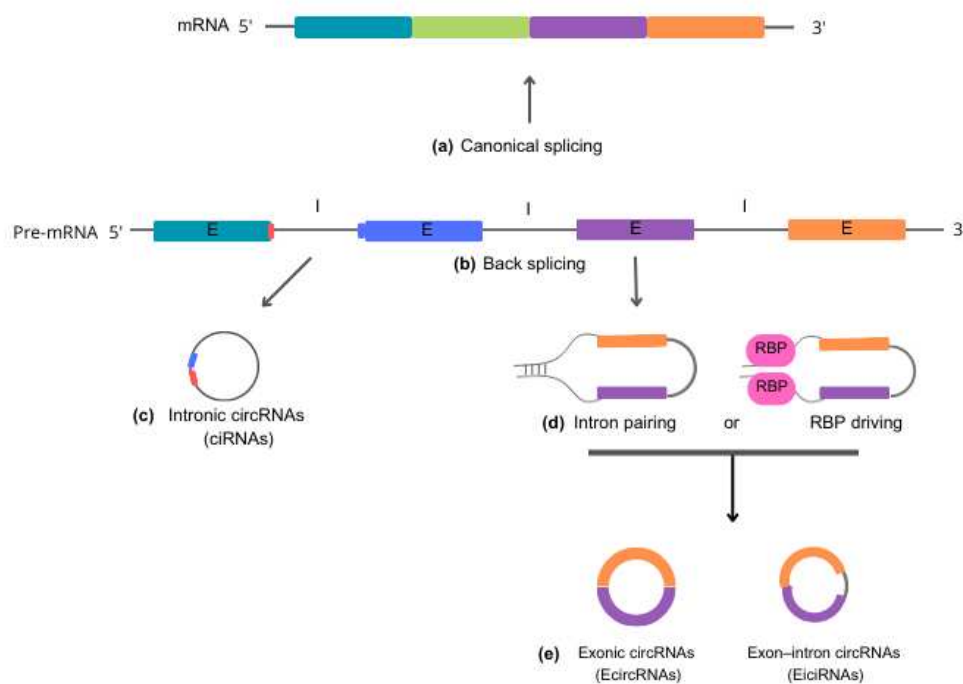 mRNA 5' 3'
(a) Canonical splicing
I I I
Pre-mRNA 5' E E E E 3
(b) Back splicing
RBP
RBP
(c) Intronic circRNAs
(ciRNAs)
(d) Intron pairing or RBP driving
(e) Exonic circRNAs
(EcircRNAs)
Exon–intron circRNAs
(EiciRNAs)